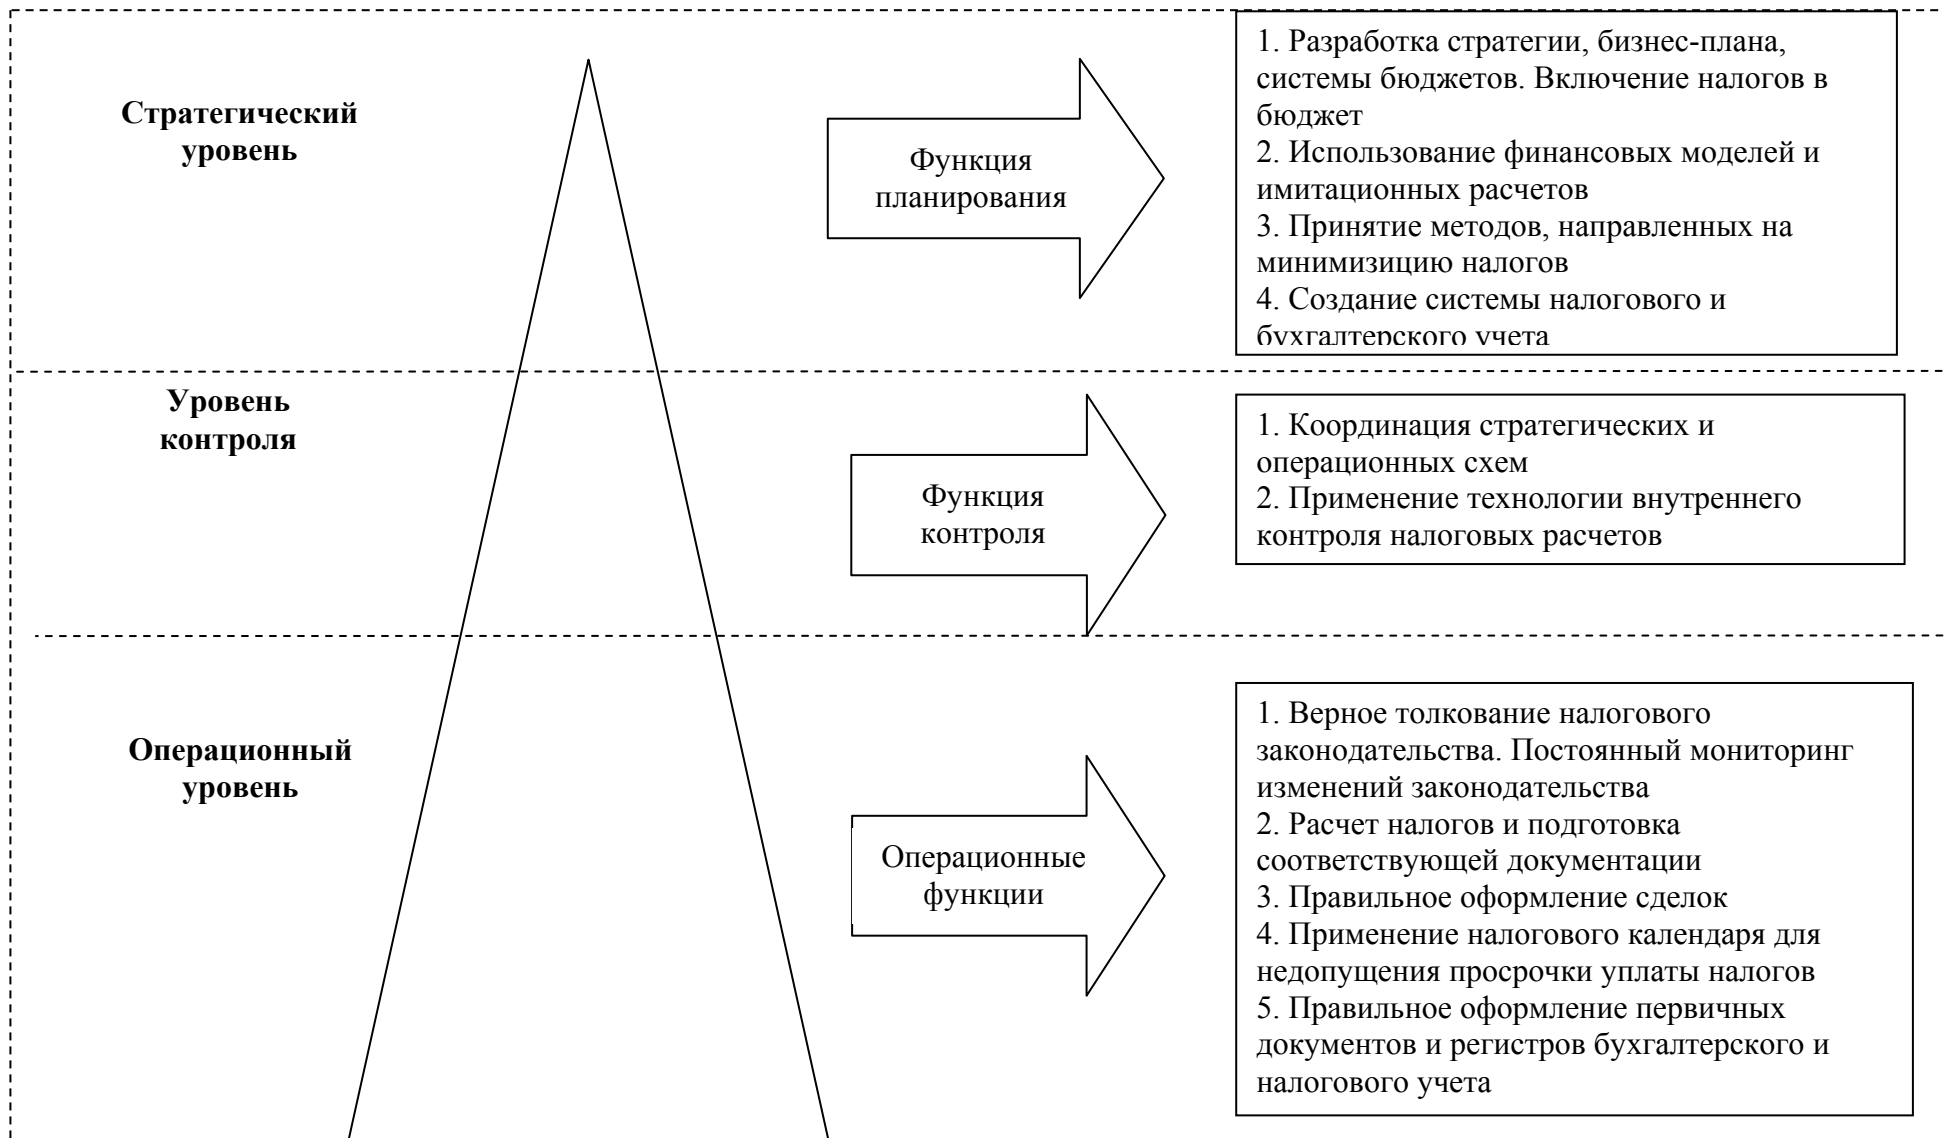 Стратегический
уровень
Функция
планирования
1. Разработка стратегии, бизнес-плана,
системы бюджетов. Включение налогов в
бюджет
2. Использование финансовых моделей и
имитационных расчетов
3. Принятие методов, направленных на
минимизицию налогов
4. Создание системы налогового и
бухгалтерского учета
Уровень
контроля
Функция
контроля
1. Координация стратегических и
операционных схем
2. Применение технологии внутреннего
контроля налоговых расчетов
Операционный
уровень
Операционные
функции
1. Верное толкование налогового
законодательства. Постоянный мониторинг
изменений законодательства
2. Расчет налогов и подготовка
соответствующей документации
3. Правильное оформление сделок
4. Применение налогового календаря для
недопущения просрочки уплаты налогов
5. Правильное оформление первичных
документов и регистров бухгалтерского и
налогового учета